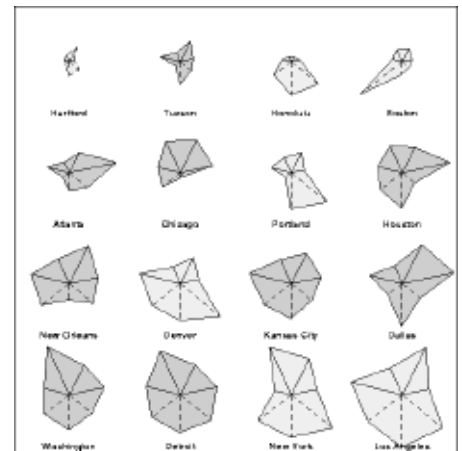 Hartford Tucson Honolulu Boston
Atlanta Chicago Portland Houston
New Orleans Denver Kansas City Dallas
Washington Detroit New York Los Angeles